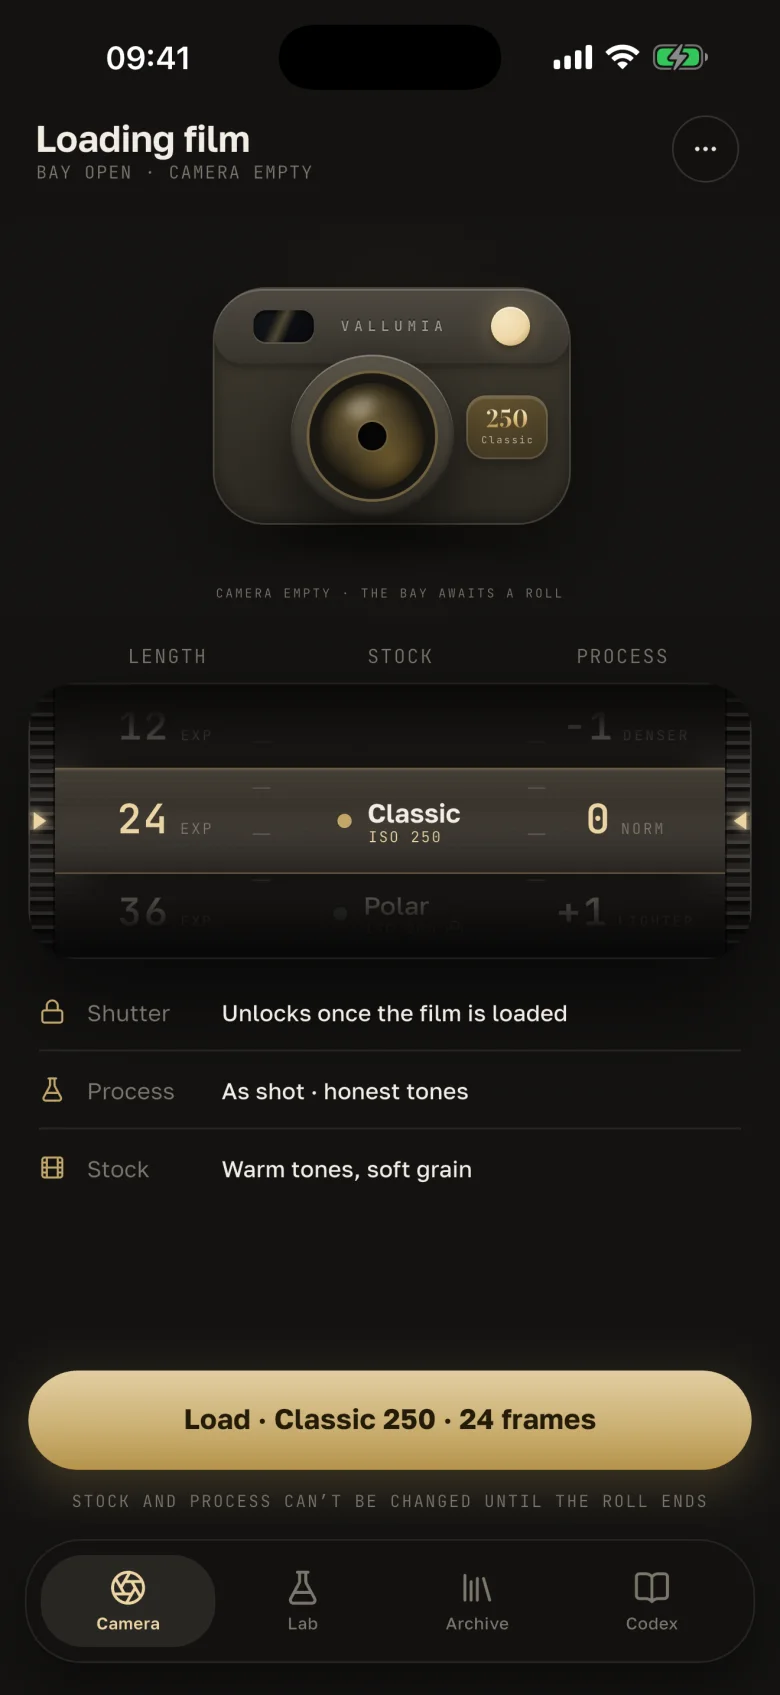 09:41
Loading film
BAY OPEN · CAMERA EMPTY
VALLUMIA
250
Classic
CAMERA EMPTY · THE BAY AWAITS A ROLL
LENGTH STOCK PROCESS
12 EXP -1 DENSER
24 EXP Classic 0 NORM
ISO 250
36 EXP Polar +1 LIGHTER
Shutter Unlocks once the film is loaded
Process As shot · honest tones
Stock Warm tones, soft grain
Load · Classic 250 · 24 frames
STOCK AND PROCESS CAN’T BE CHANGED UNTIL THE ROLL ENDS
Camera Lab Archive Codex